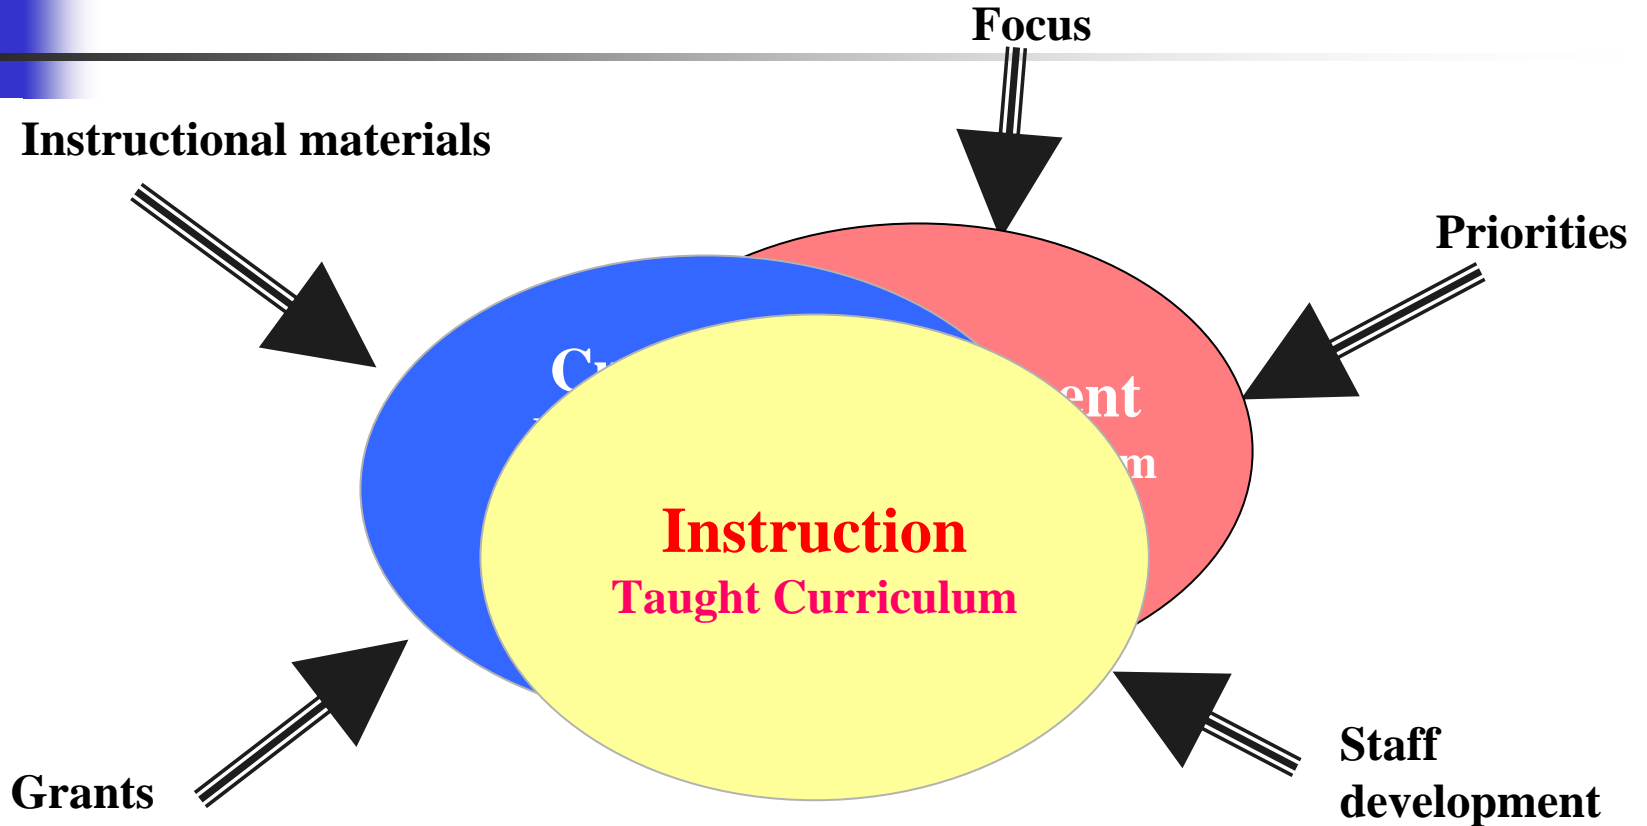 Focus
Instructional materials
Priorities
Instruction
Taught Curriculum
Staff
development
Grants